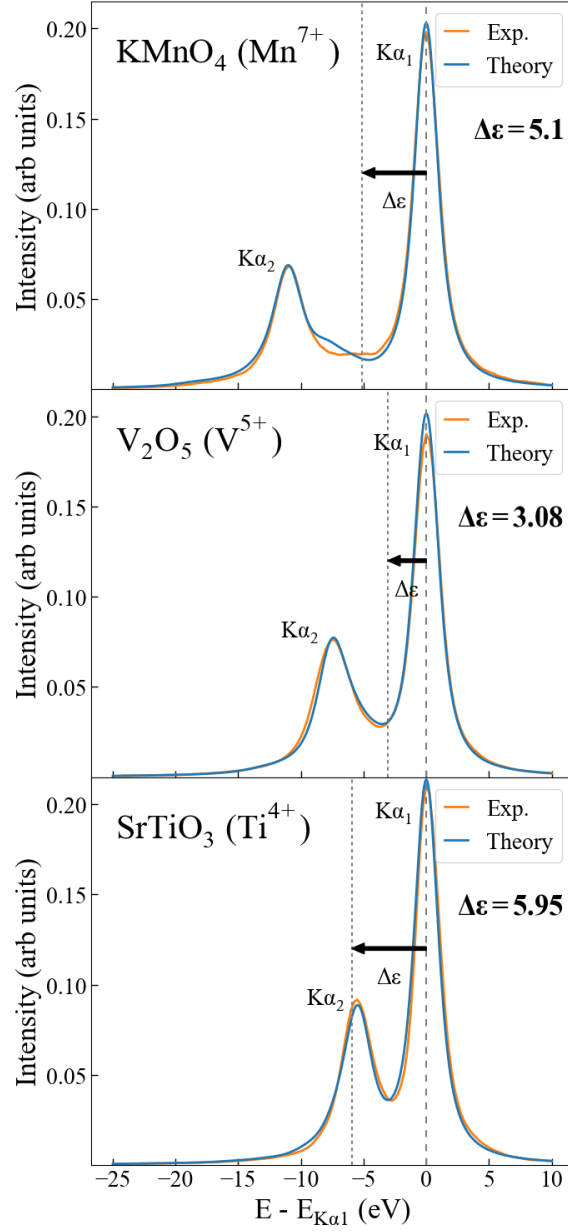 KMnO₄ (Mn⁷⁺)
Kα₁
Exp.
Theory
Δε = 5.1
Δε
Kα₂
Intensity (arb units)
0.20
0.15
0.10
0.05
V₂O₅ (V⁵⁺)
Kα₁
Exp.
Theory
Δε = 3.08
Δε
Kα₂
Intensity (arb units)
0.20
0.15
0.10
0.05
SrTiO₃ (Ti⁴⁺)
Kα₁
Exp.
Theory
Δε = 5.95
Δε
Kα₂
Intensity (arb units)
0.20
0.15
0.10
0.05
−25 −20 −15 −10 −5 0 5 10
E - E_Kα1 (eV)